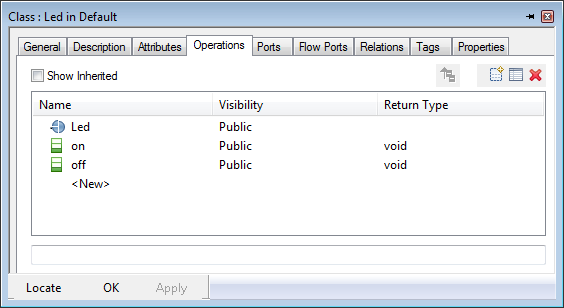 Class : Led in Default
General Description Attributes Operations Ports Flow Ports Relations Tags Properties
Show Inherited
Name Visibility Return Type
Led Public
on Public void
off Public void
<New>
Locate OK Apply